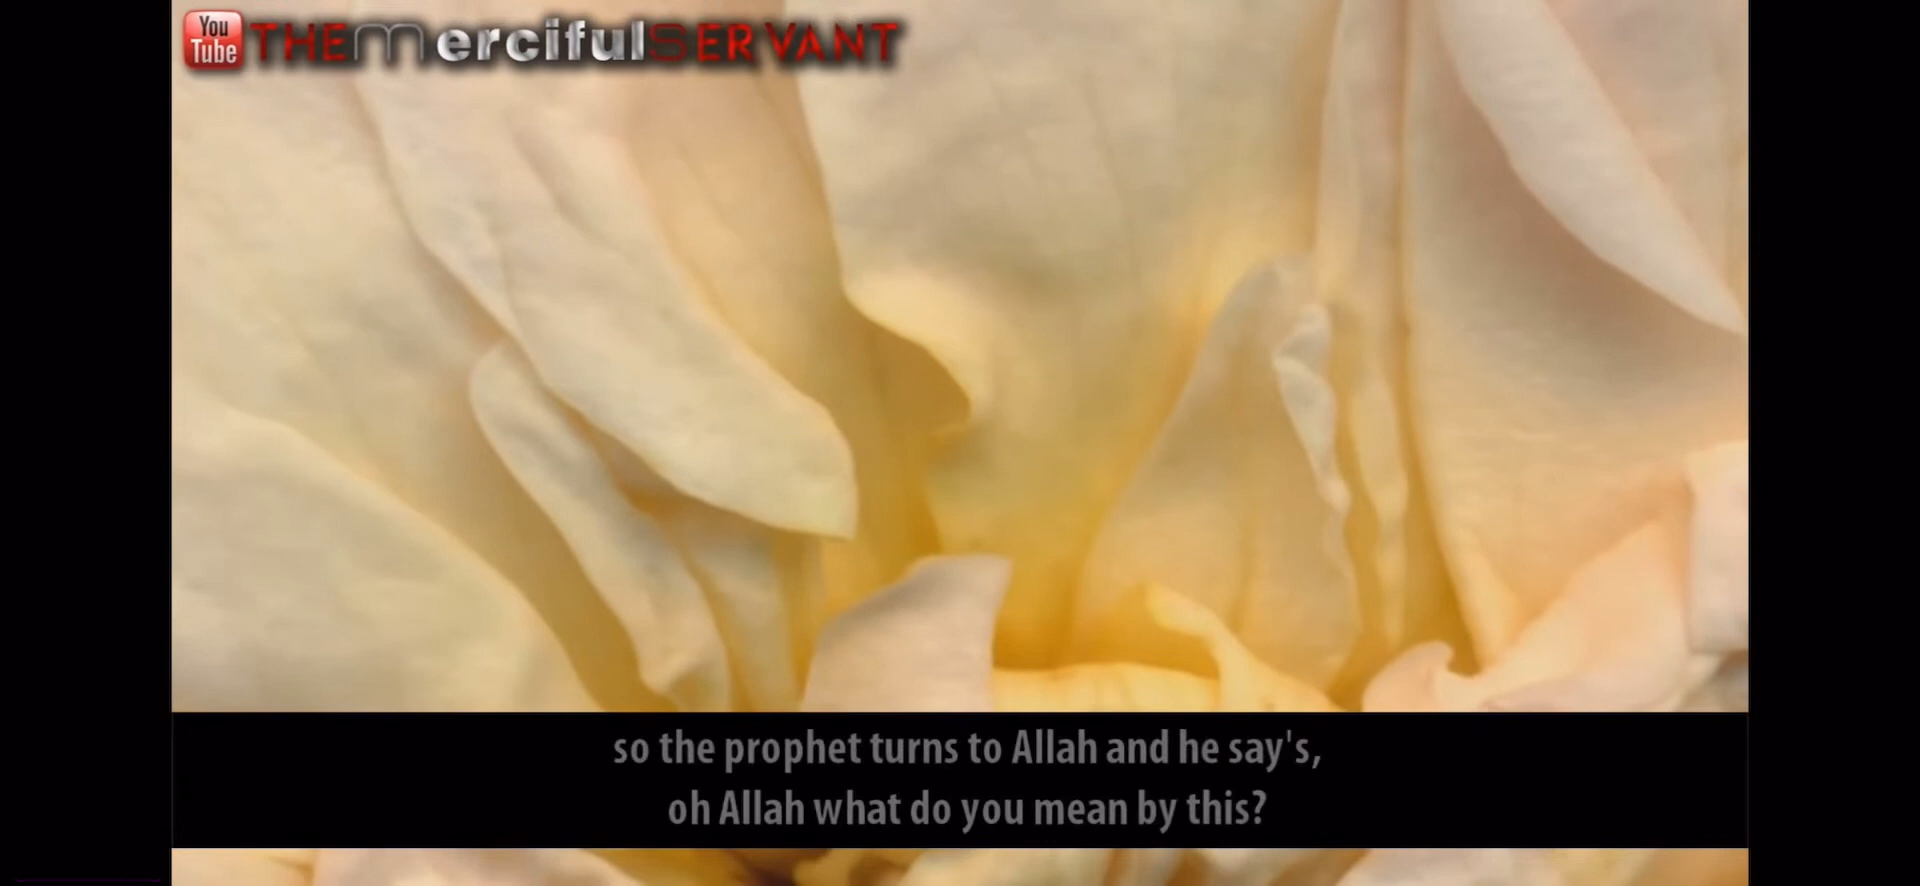 You
Tube THEmercifulSERVANT
so the prophet turns to Allah and he say's,
oh Allah what do you mean by this?